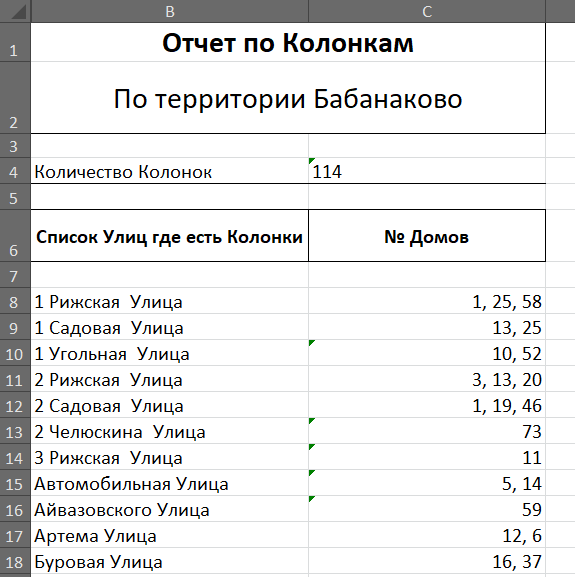 B C
1 Отчет по Колонкам
2 По территории Бабанаково
3
4 Количество Колонок 114
5
6 Список Улиц где есть Колонки № Домов
7
8 1 Рижская  Улица 1, 25, 58
9 1 Садовая  Улица 13, 25
10 1 Угольная  Улица 10, 52
11 2 Рижская  Улица 3, 13, 20
12 2 Садовая  Улица 1, 19, 46
13 2 Челюскина  Улица 73
14 3 Рижская  Улица 11
15 Автомобильная Улица 5, 14
16 Айвазовского Улица 59
17 Артема Улица 12, 6
18 Буровая Улица 16, 37